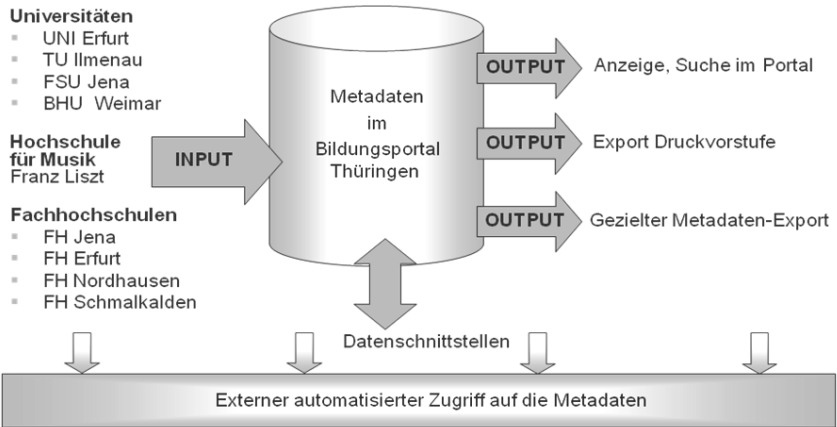 Universitäten
UNI Erfurt
TU Ilmenau
FSU Jena
BHU Weimar
Hochschule
für Musik
Franz Liszt
Fachhochschulen
FH Jena
FH Erfurt
FH Nordhausen
FH Schmalkalden
INPUT
Metadaten
im
Bildungsportal
Thüringen
OUTPUT
Anzeige, Suche im Portal
OUTPUT
Export Druckvorstufe
OUTPUT
Gezielter Metadaten-Export
Datenschnittstellen
Externer automatisierter Zugriff auf die Metadaten